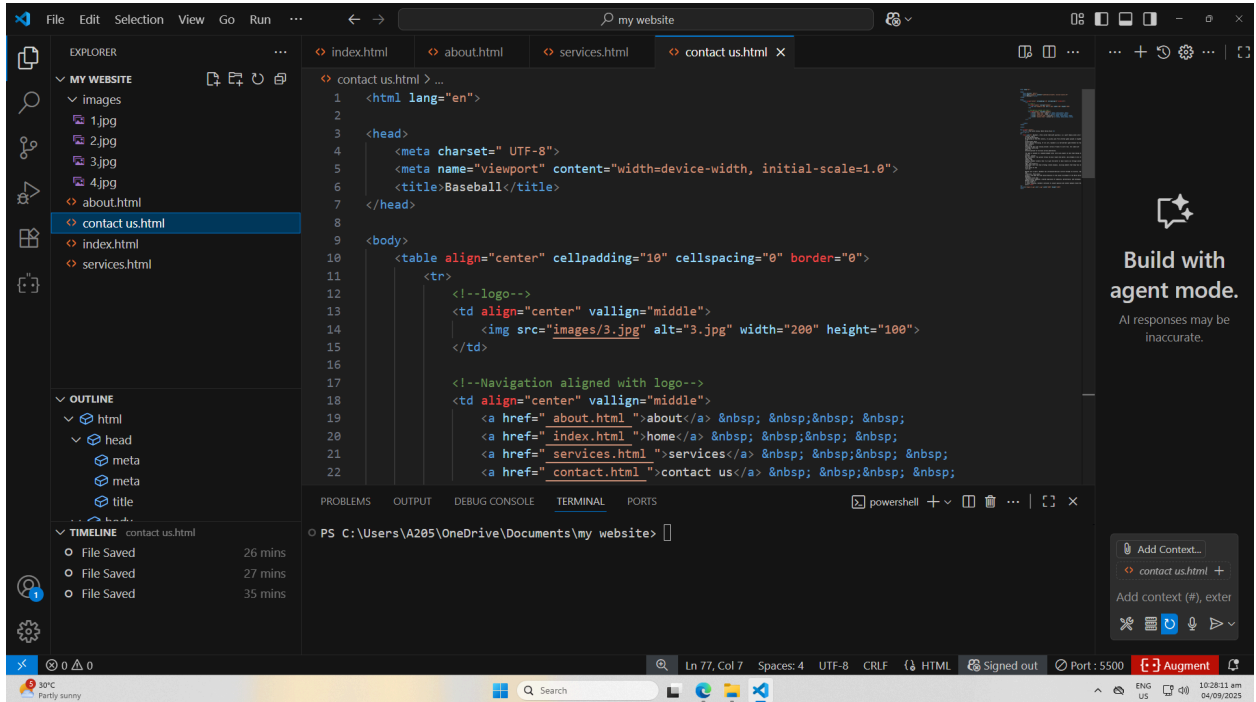 File Edit Selection View Go Run ···
my website
EXPLORER ···
MY WEBSITE
images
1.jpg
2.jpg
3.jpg
4.jpg
about.html
contact us.html
index.html
services.html
OUTLINE
html
head
meta
meta
title
TIMELINE contact us.html
File Saved 26 mins
File Saved 27 mins
File Saved 35 mins
index.html about.html services.html contact us.html
contact us.html > ...
1 <html lang="en">
2
3 <head>
4 <meta charset=" UTF-8">
5 <meta name="viewport" content="width=device-width, initial-scale=1.0">
6 <title>Baseball</title>
7 </head>
8
9 <body>
10 <table align="center" cellpadding="10" cellspacing="0" border="0">
11 <tr>
12 <!--logo-->
13 <td align="center" vallign="middle">
14 <img src="images/3.jpg" alt="3.jpg" width="200" height="100">
15 </td>
16
17 <!--Navigation aligned with logo-->
18 <td align="center" vallign="middle">
19 <a href=" about.html ">about</a> &nbsp; &nbsp;&nbsp; &nbsp;
20 <a href=" index.html ">home</a> &nbsp; &nbsp;&nbsp; &nbsp;
21 <a href=" services.html ">services</a> &nbsp; &nbsp;&nbsp; &nbsp;
22 <a href=" contact.html ">contact us</a> &nbsp; &nbsp;&nbsp; &nbsp;
PROBLEMS OUTPUT DEBUG CONSOLE TERMINAL PORTS
powershell
PS C:\Users\A205\OneDrive\Documents\my website>
Build with
agent mode.
AI responses may be
inaccurate.
Add Context...
contact us.html
Add context (#), exter
1
0 0 Ln 77, Col 7 Spaces: 4 UTF-8 CRLF HTML Signed out Port : 5500 Augment
5 30°C
Partly sunny
Search
ENG
US
10:28:11 am
04/09/2025